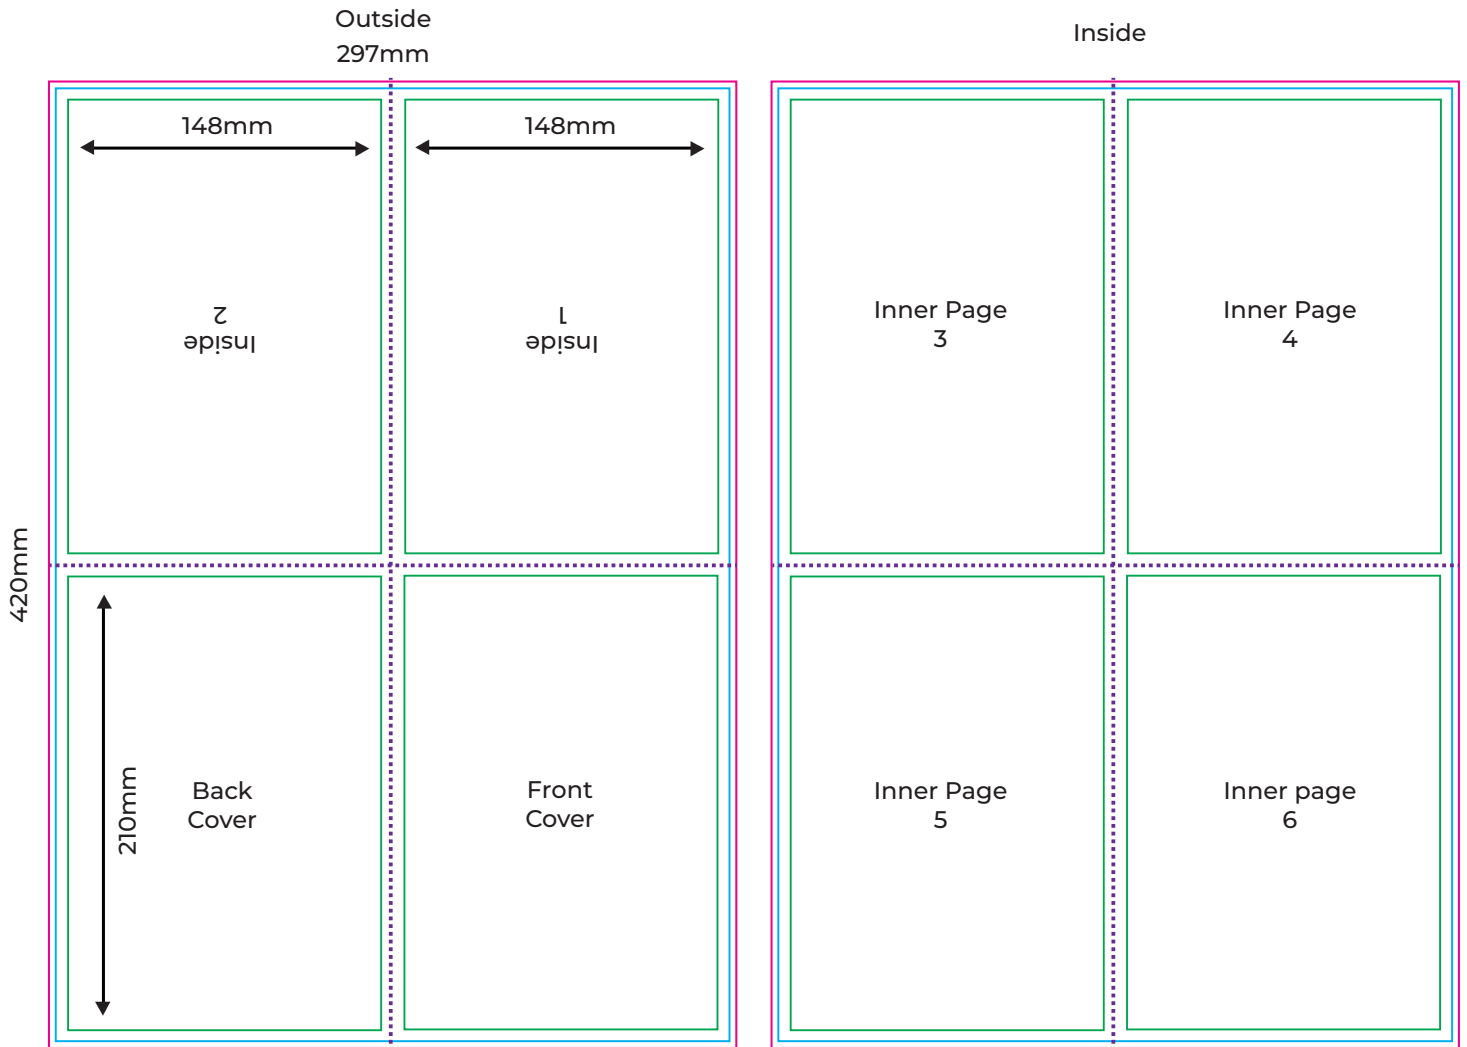 Outside
297mm
Inside
148mm
148mm
Inside
2
Inside
1
Inner Page
3
Inner Page
4
420mm
210mm
Back
Cover
Front
Cover
Inner Page
5
Inner page
6